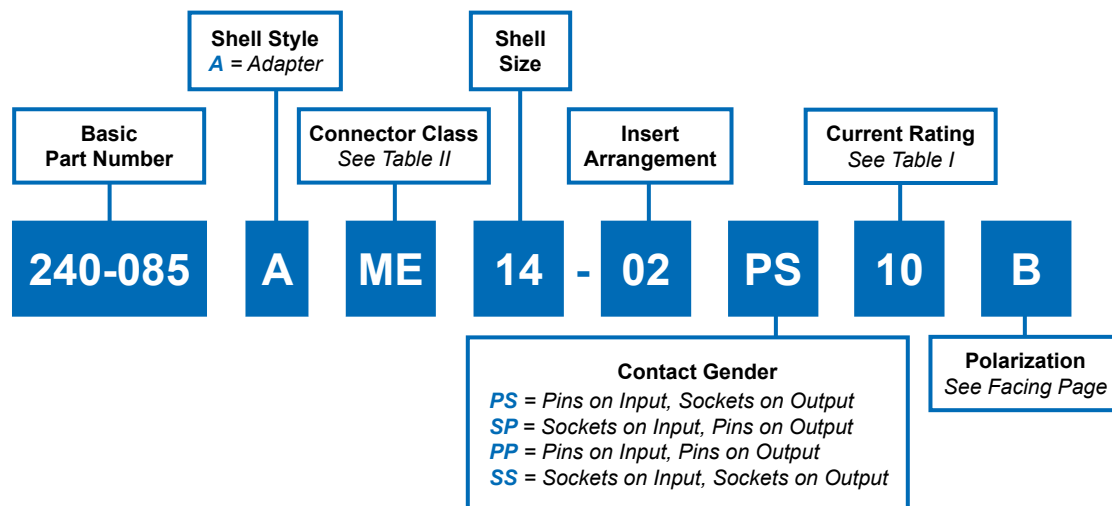 Shell Style
A = Adapter
Shell
Size
Basic
Part Number
Connector Class
See Table II
Insert
Arrangement
Current Rating
See Table I
240-085 A ME 14 - 02 PS 10 B
Contact Gender
PS = Pins on Input, Sockets on Output
SP = Sockets on Input, Pins on Output
PP = Pins on Input, Pins on Output
SS = Sockets on Input, Sockets on Output
Polarization
See Facing Page